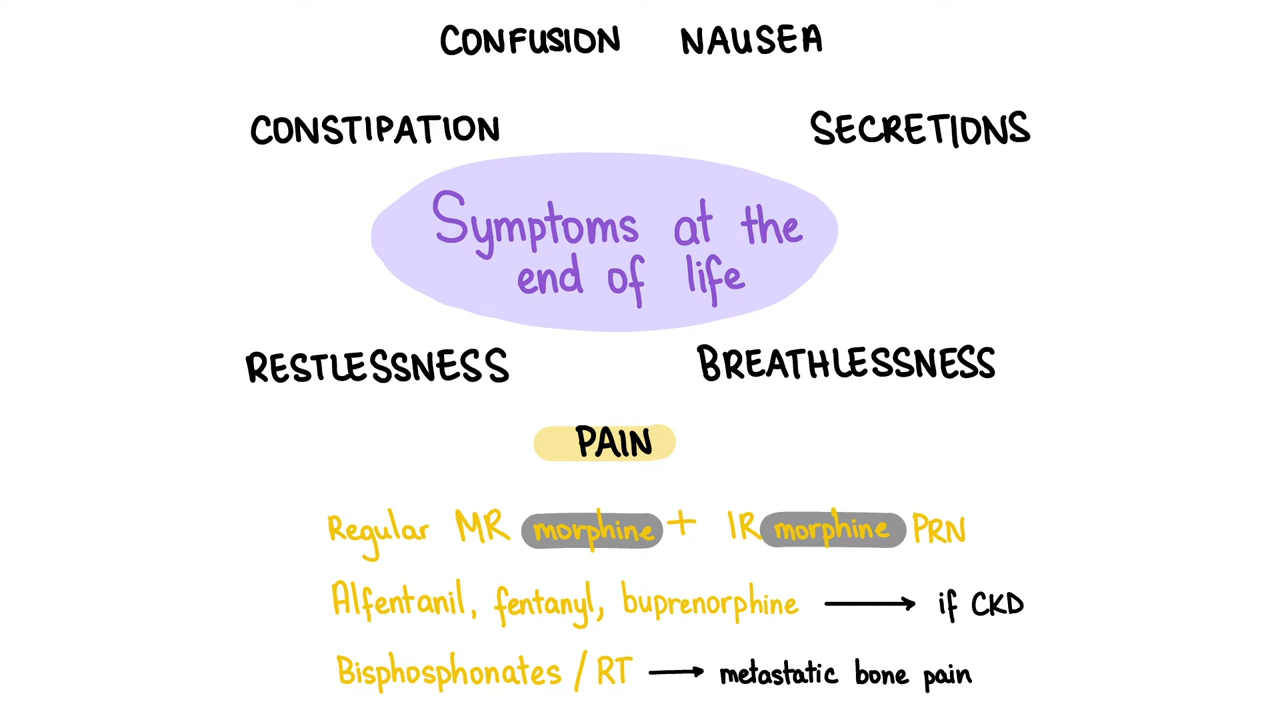 CONFUSION NAUSEA
CONSTIPATION SECRETIONS
Symptoms at the
end of life
RESTLESSNESS BREATHLESSNESS
PAIN
Regular MR morphine + IR morphine PRN
Alfentanil, fentanyl, buprenorphine → if CKD
Bisphosphonates / RT → metastatic bone pain